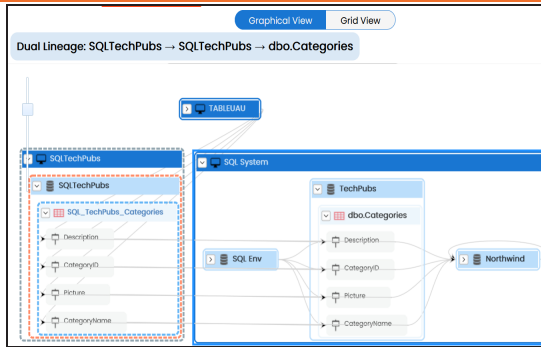 Graphical View Grid View
Dual Lineage: SQLTechPubs → SQLTechPubs → dbo.Categories
TABLEUAU
SQLTechPubs
SQL System
SQLTechPubs
TechPubs
SQL_TechPubs_Categories
dbo.Categories
Description
Description
SQL Env
Northwind
CategoryID
CategoryID
Picture
Picture
CategoryName
CategoryName